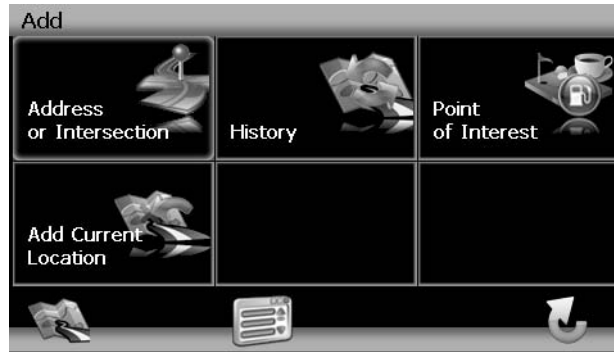 Add
Address
or Intersection
History
Point
of Interest
Add Current
Location